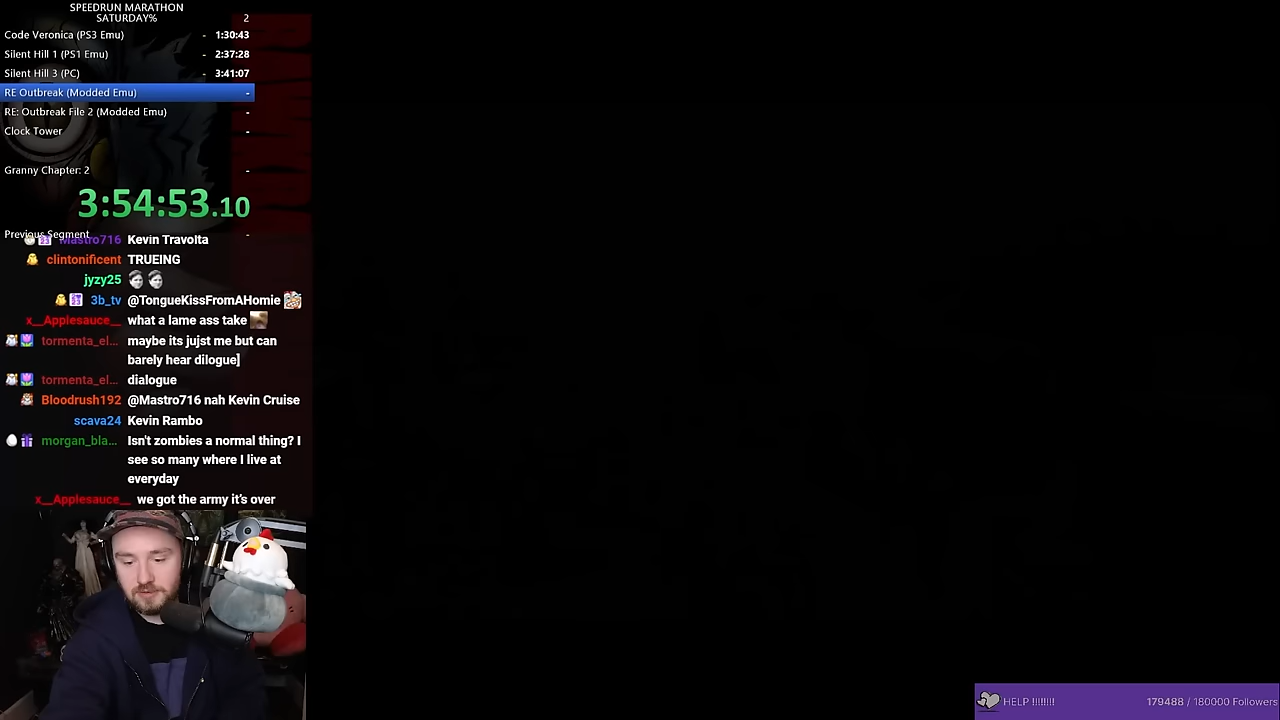 SPEEDRUN MARATHON
SATURDAY% 2
Code Veronica (PS3 Emu) - 1:30:43
Silent Hill 1 (PS1 Emu) - 2:37:28
Silent Hill 3 (PC) - 3:41:07
RE Outbreak (Modded Emu) -
RE: Outbreak File 2 (Modded Emu) -
Clock Tower -
Granny Chapter: 2 -
3:54:53.10
Previous Segment -
Mastro716 Kevin Travolta
clintonificent TRUEING
jyzy25
3b_tv @TongueKissFromAHomie
x__Applesauce__ what a lame ass take
tormenta_el... maybe its jujst me but can
barely hear dilogue]
tormenta_el... dialogue
Bloodrush192 @Mastro716 nah Kevin Cruise
scava24 Kevin Rambo
morgan_bla... Isn't zombies a normal thing? I
see so many where I live at
everyday
x__Applesauce__ we got the army it's over
HELP !!!!!!!! 179488 / 180000 Followers